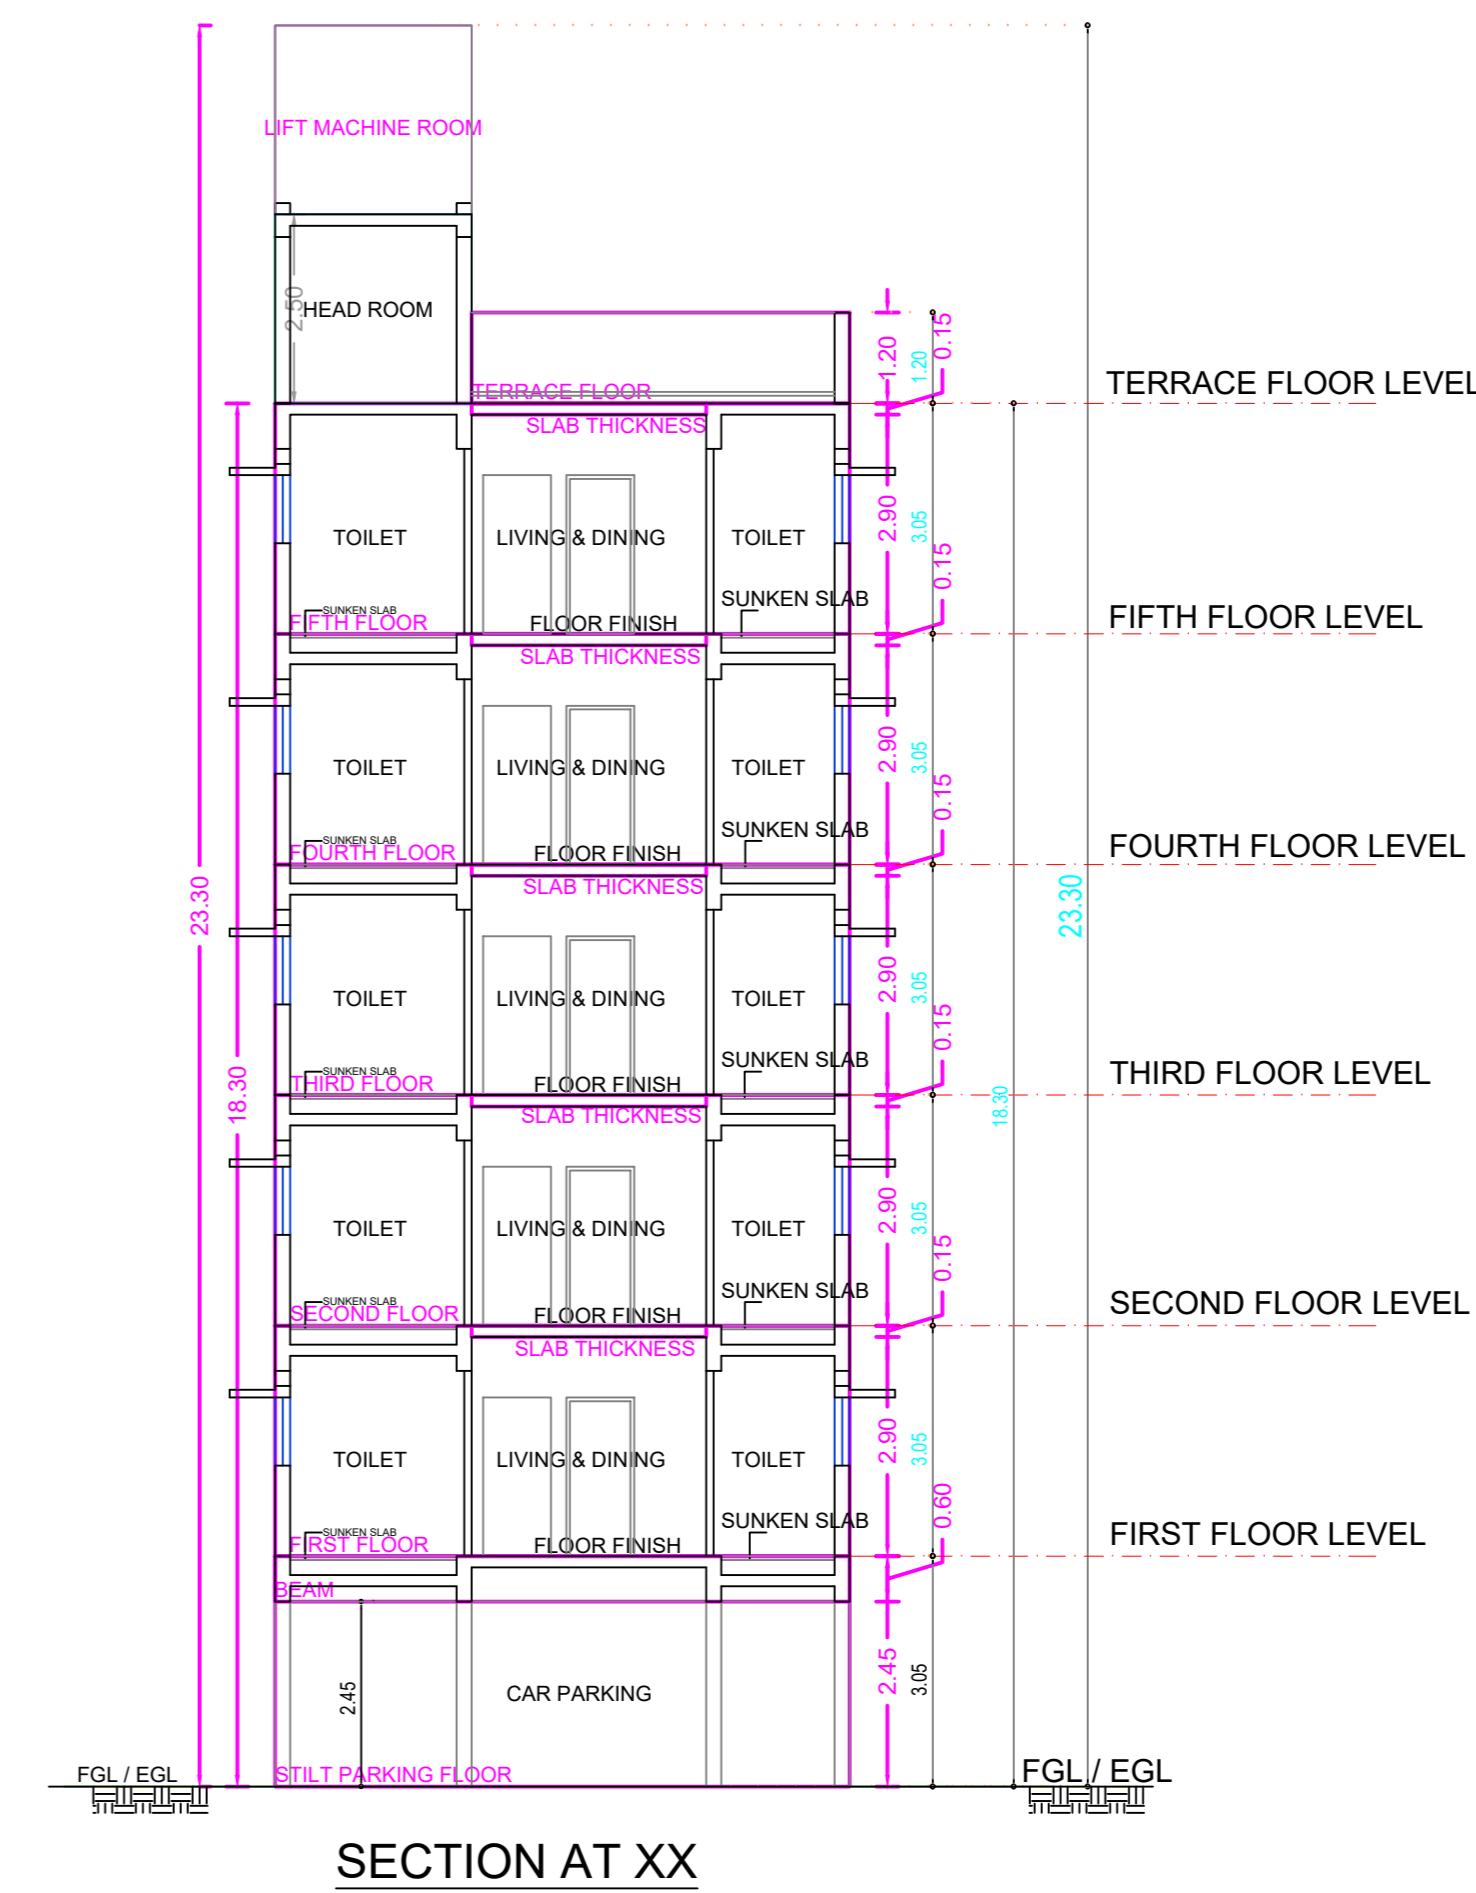 LIFT MACHINE ROOM
2.50
HEAD ROOM
1.20
1.20
0.15
TERRACE FLOOR
TERRACE FLOOR LEVEL
SLAB THICKNESS
TOILET
LIVING & DINING
TOILET
2.90
3.05
0.15
SUNKEN SLAB
SUNKEN SLAB
FIFTH FLOOR
FLOOR FINISH
FIFTH FLOOR LEVEL
SLAB THICKNESS
TOILET
LIVING & DINING
TOILET
2.90
3.05
0.15
SUNKEN SLAB
SUNKEN SLAB
FOURTH FLOOR
FLOOR FINISH
FOURTH FLOOR LEVEL
SLAB THICKNESS
23.30
23.30
TOILET
LIVING & DINING
TOILET
2.90
3.05
0.15
SUNKEN SLAB
SUNKEN SLAB
THIRD FLOOR
FLOOR FINISH
THIRD FLOOR LEVEL
18.30
18.30
SLAB THICKNESS
TOILET
LIVING & DINING
TOILET
2.90
3.05
0.15
SUNKEN SLAB
SUNKEN SLAB
SECOND FLOOR
FLOOR FINISH
SECOND FLOOR LEVEL
SLAB THICKNESS
TOILET
LIVING & DINING
TOILET
2.90
3.05
0.60
SUNKEN SLAB
SUNKEN SLAB
FIRST FLOOR
FLOOR FINISH
FIRST FLOOR LEVEL
BEAM
2.45
CAR PARKING
2.45
3.05
FGL / EGL
STILT PARKING FLOOR
FGL / EGL
SECTION AT XX